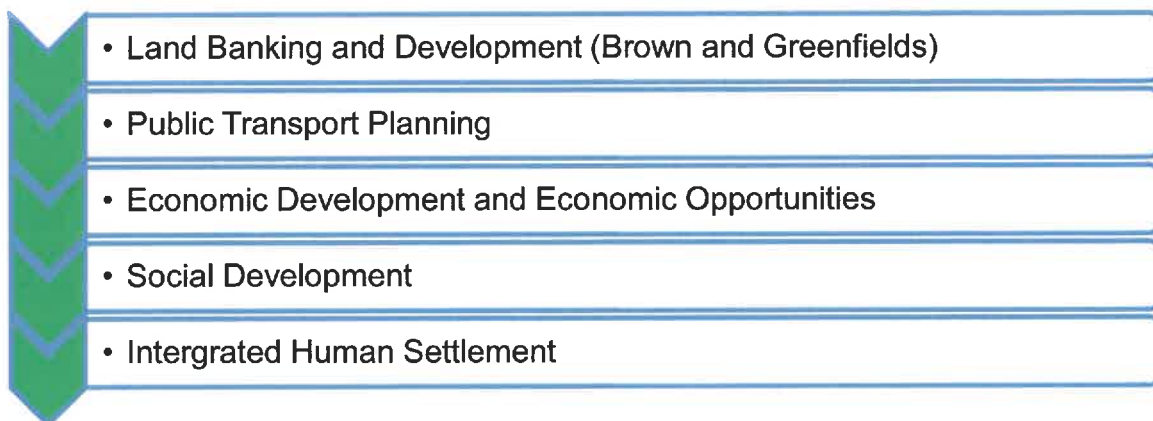 • Land Banking and Development (Brown and Greenfields)
• Public Transport Planning
• Economic Development and Economic Opportunities
• Social Development
• Intergrated Human Settlement